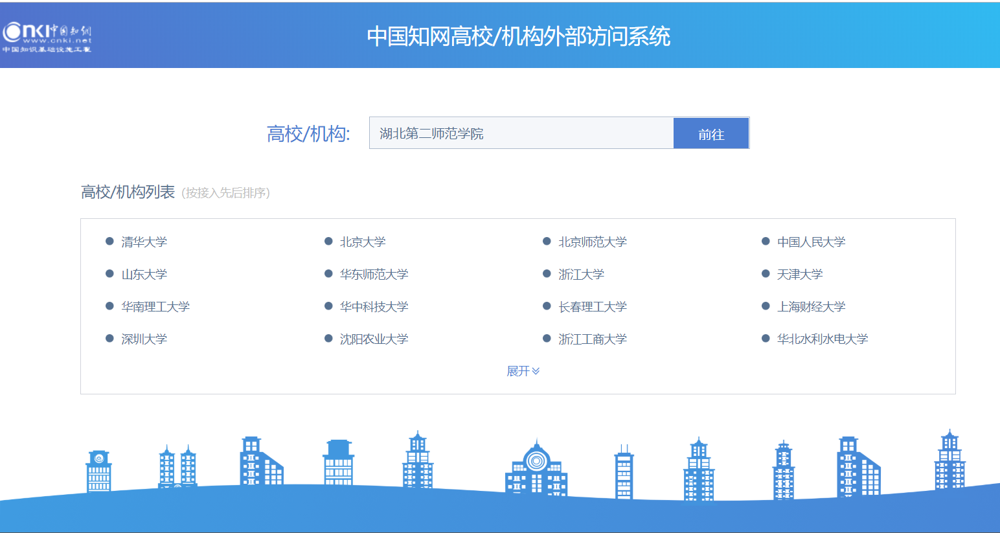 cnki中国知网
www.cnki.net
中国知识基础设施工程
中国知网高校/机构外部访问系统
高校/机构:
湖北第二师范学院
前往
高校/机构列表 (按接入先后排序)
清华大学 北京大学 北京师范大学 中国人民大学
山东大学 华东师范大学 浙江大学 天津大学
华南理工大学 华中科技大学 长春理工大学 上海财经大学
深圳大学 沈阳农业大学 浙江工商大学 华北水利水电大学
展开